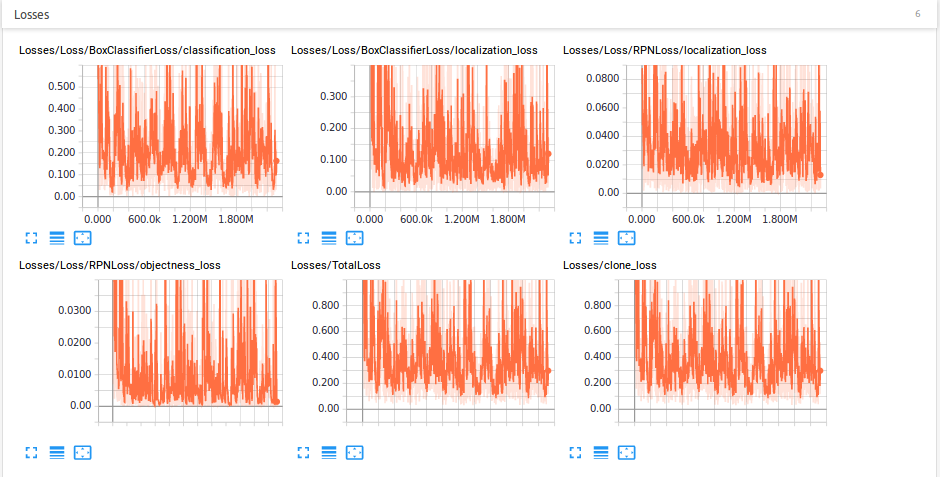 Losses 6
Losses/Loss/BoxClassifierLoss/classification_loss
0.500
0.400
0.300
0.200
0.100
0.00
0.000 600.0k 1.200M 1.800M
Losses/Loss/BoxClassifierLoss/localization_loss
0.300
0.200
0.100
0.00
0.000 600.0k 1.200M 1.800M
Losses/Loss/RPNLoss/localization_loss
0.0800
0.0600
0.0400
0.0200
0.00
0.000 600.0k 1.200M 1.800M
Losses/Loss/RPNLoss/objectness_loss
0.0300
0.0200
0.0100
0.00
Losses/TotalLoss
0.800
0.600
0.400
0.200
0.00
Losses/clone_loss
0.800
0.600
0.400
0.200
0.00